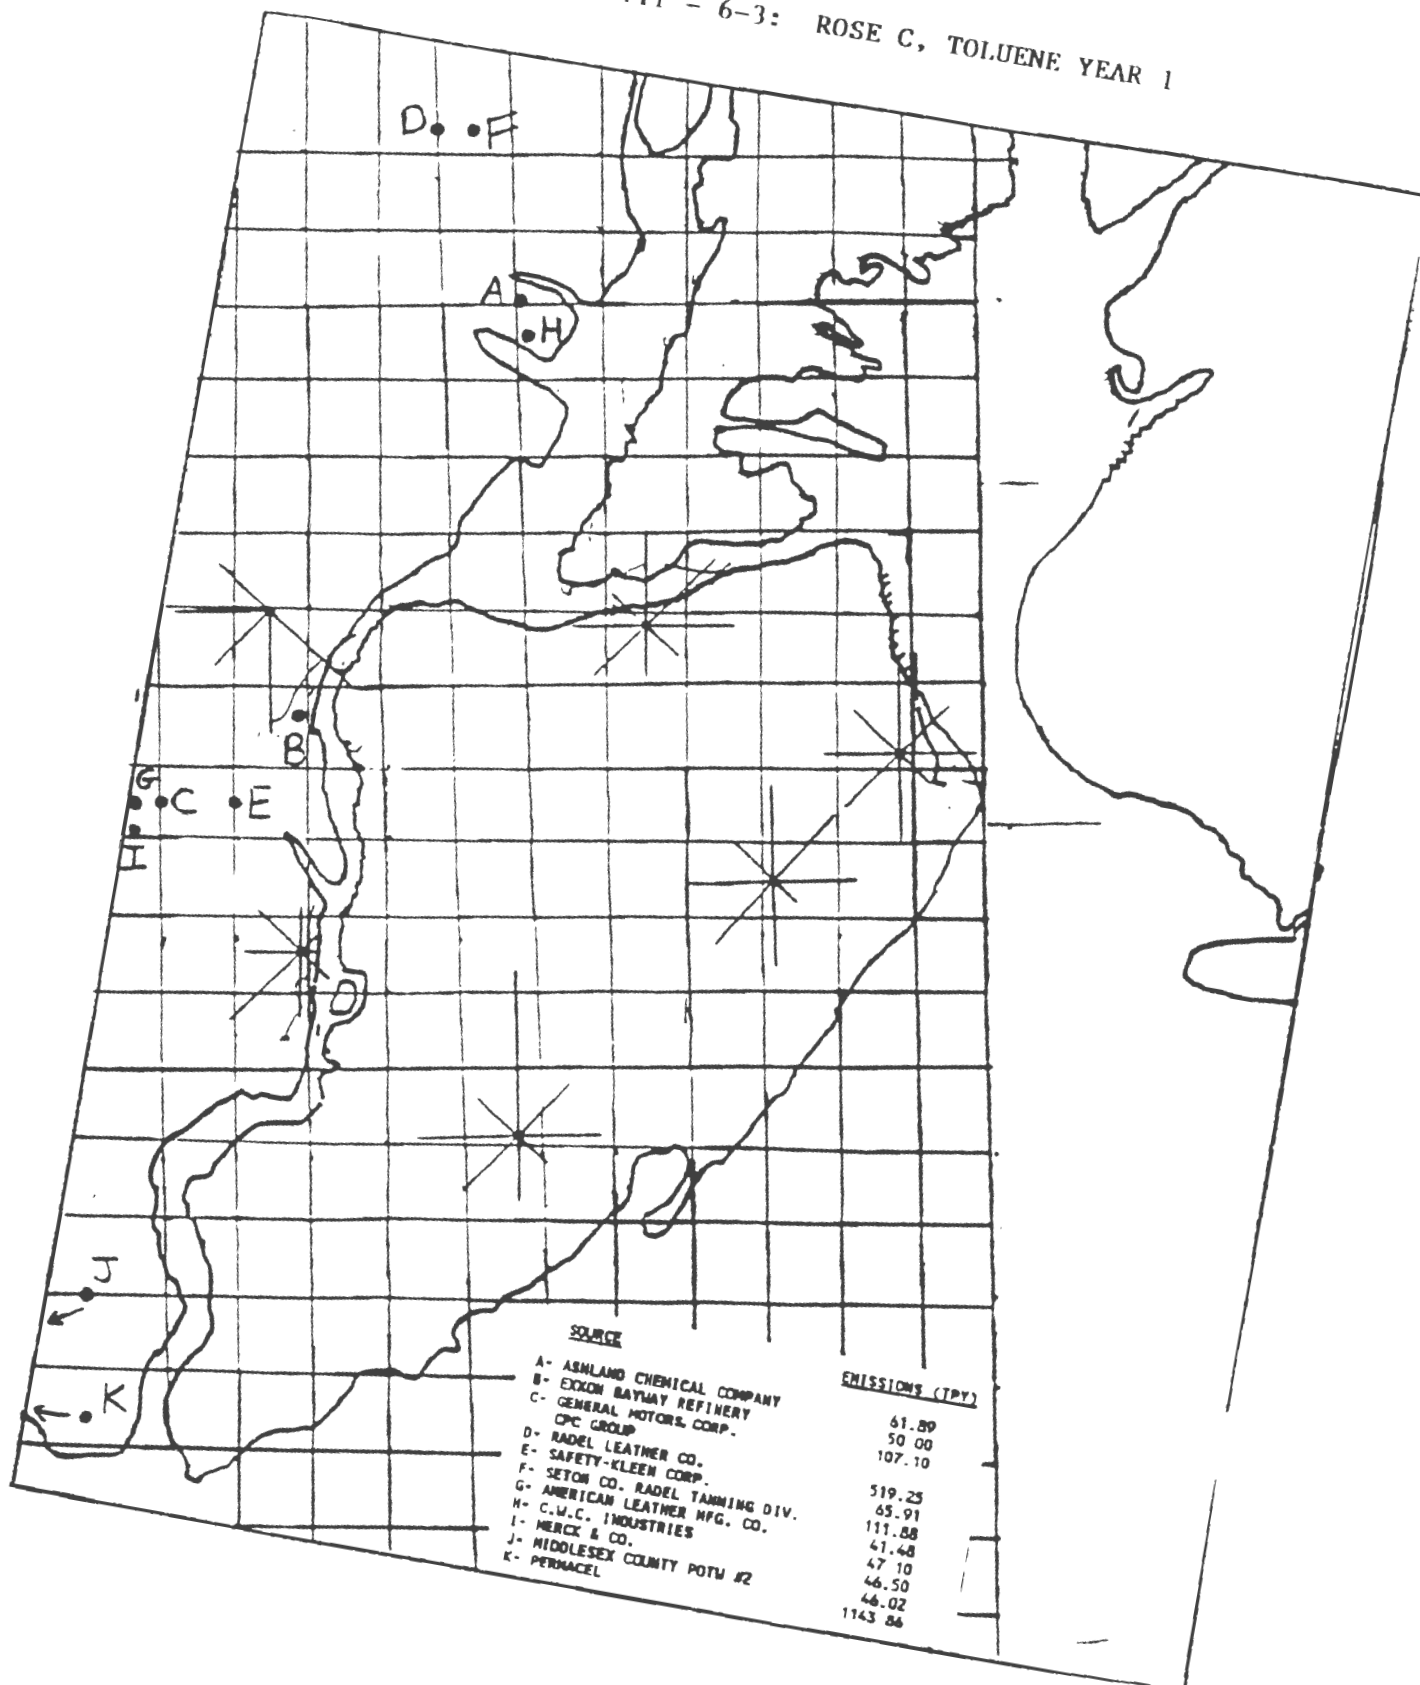 - 6-3: ROSE C, TOLUENE YEAR 1
D F
A
H
B
G C E
I
J
K
SOURCE EMISSIONS (TPY)
A- ASHLAND CHEMICAL COMPANY 61.89
B- EXXON BAYWAY REFINERY 50 00
C- GENERAL MOTORS CORP. 107.10
CPC GROUP
D- RADEL LEATHER CO. 519.25
E- SAFETY-KLEEN CORP. 65.91
F- SETON CO. RADEL TANNING DIV. 111.88
G- AMERICAN LEATHER MFG. CO. 41.48
H- C.W.C. INDUSTRIES 47 10
I- MERCK & CO. 46.50
J- MIDDLESEX COUNTY POTW #2 46.02
K- PERMACEL 1143 86